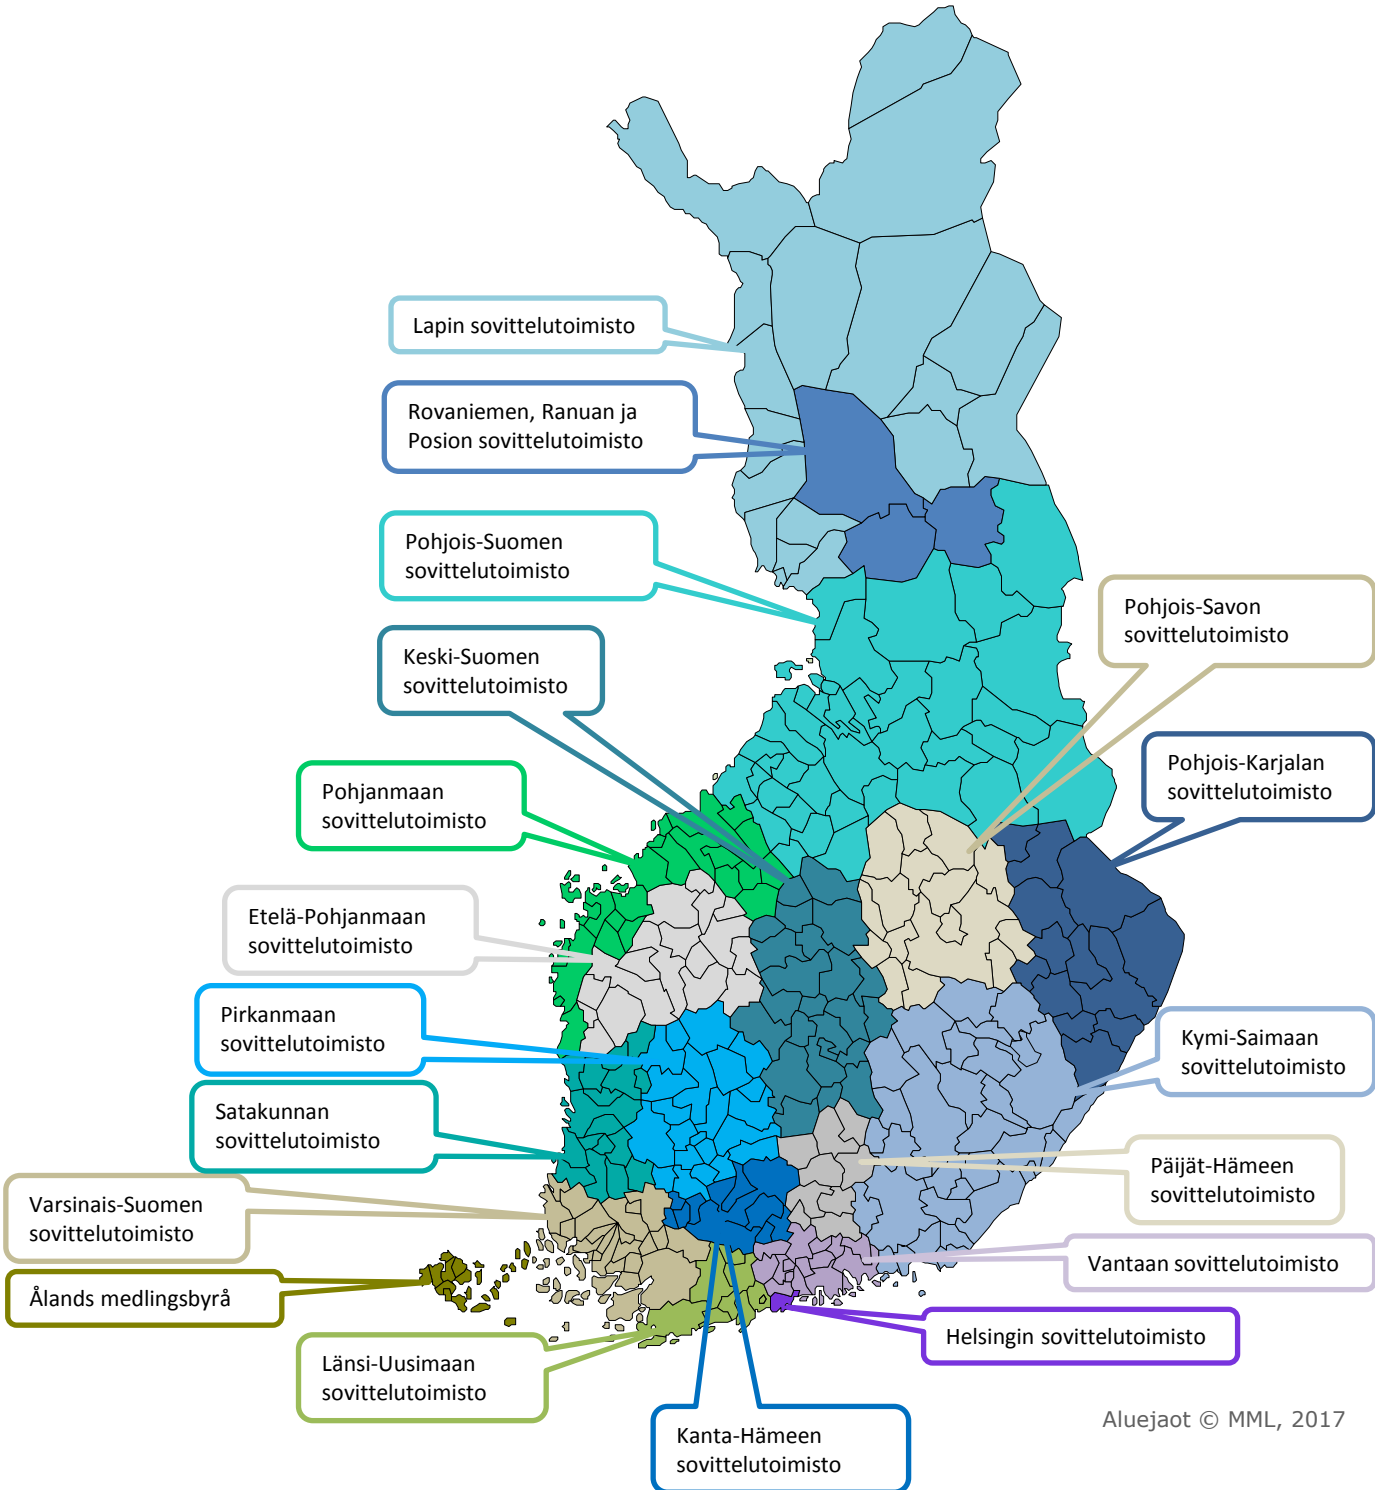 Lapin sovittelutoimisto
Rovaniemen, Ranuan ja
Posion sovittelutoimisto
Pohjois-Suomen
sovittelutoimisto
Pohjois-Savon
sovittelutoimisto
Keski-Suomen
sovittelutoimisto
Pohjois-Karjalan
sovittelutoimisto
Pohjanmaan
sovittelutoimisto
Etelä-Pohjanmaan
sovittelutoimisto
Pirkanmaan
sovittelutoimisto
Kymi-Saimaan
sovittelutoimisto
Satakunnan
sovittelutoimisto
Päijät-Hämeen
sovittelutoimisto
Varsinais-Suomen
sovittelutoimisto
Vantaan sovittelutoimisto
Ålands medlingsbyrå
Helsingin sovittelutoimisto
Länsi-Uusimaan
sovittelutoimisto
Kanta-Hämeen
sovittelutoimisto
Aluejaot © MML, 2017